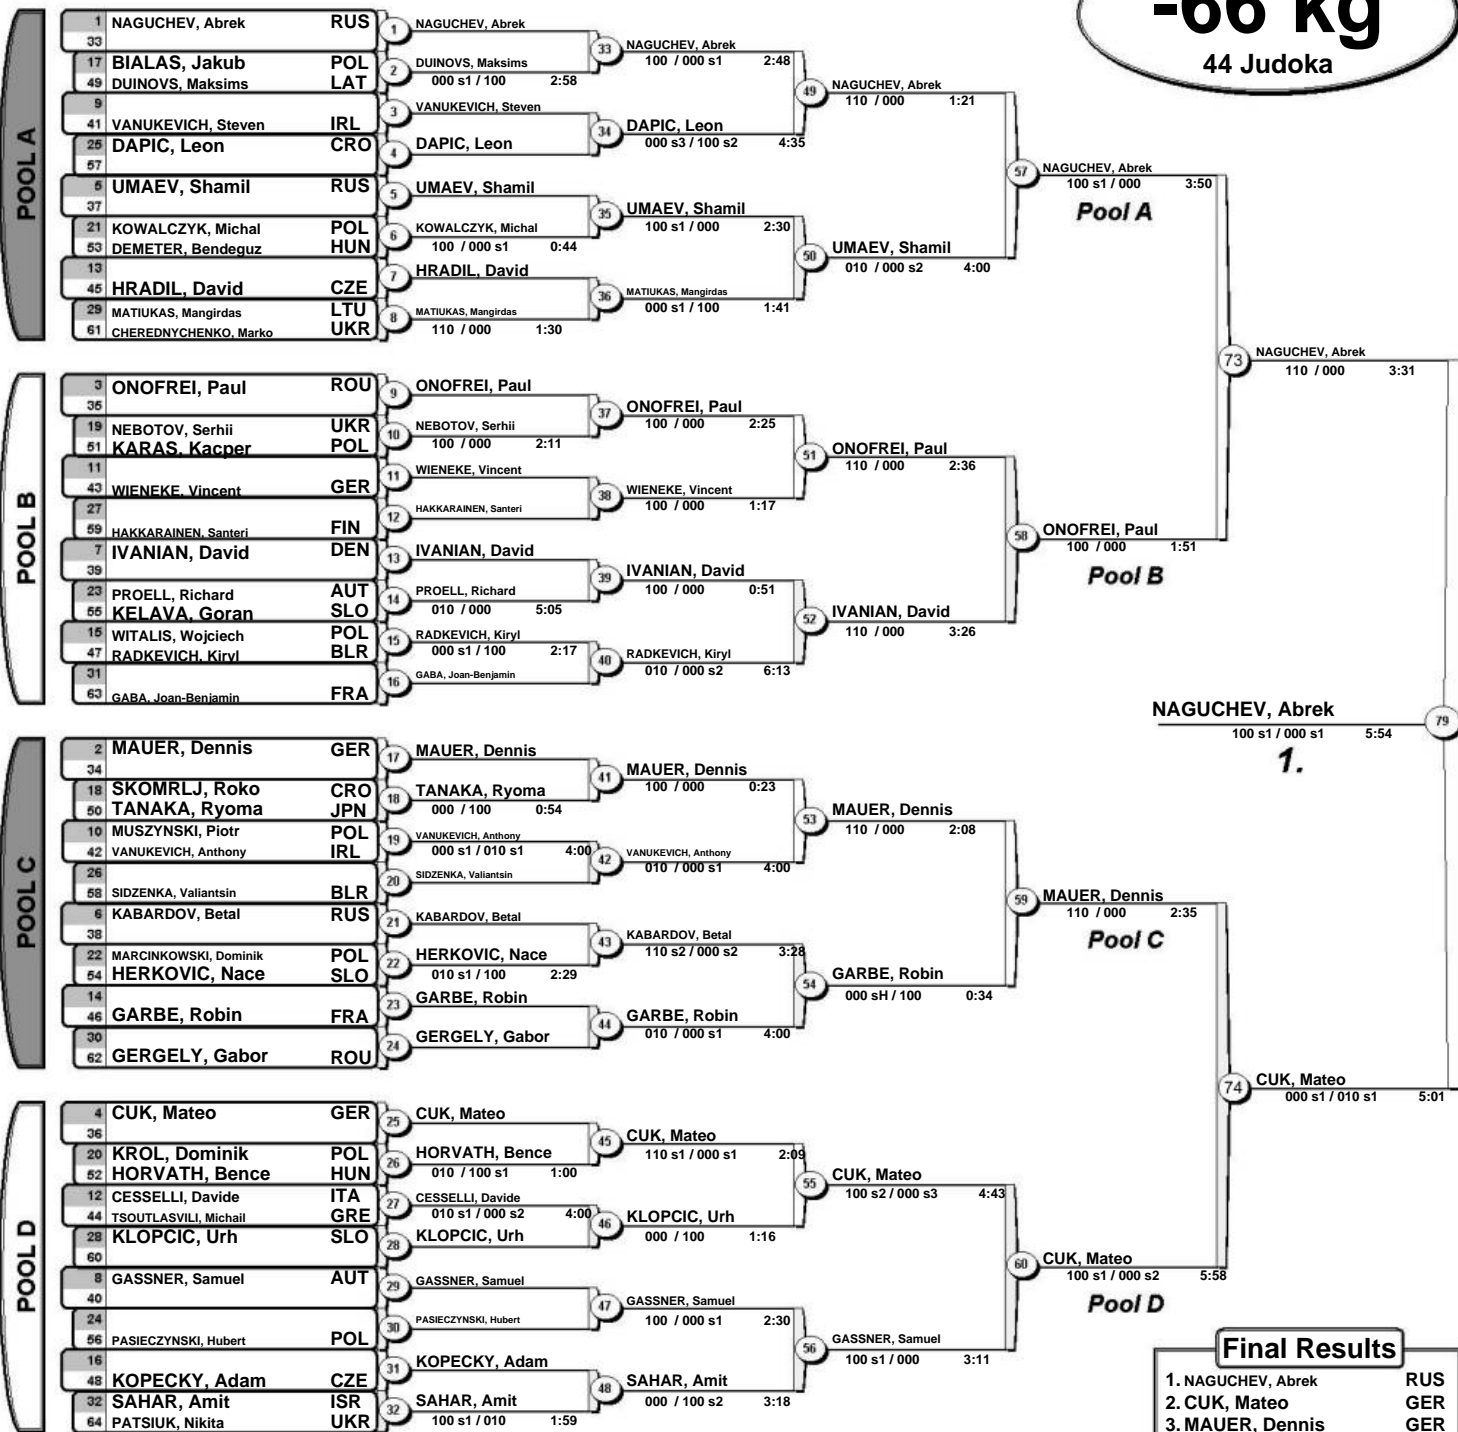 -66 kg
44 Judoka
POOL A
1 NAGUCHEV, Abrek RUS
33
17 BIALAS, Jakub POL
49 DUINOVS, Maksims LAT
9
41 VANUKEVICH, Steven IRL
25 DAPIC, Leon CRO
57
5 UMAEV, Shamil RUS
37
21 KOWALCZYK, Michal POL
53 DEMETER, Bendeguz HUN
13
45 HRADIL, David CZE
29 MATIUKAS, Mangirdas LTU
61 CHEREDNYCHENKO, Marko UKR
1 NAGUCHEV, Abrek
2 DUINOVS, Maksims
000 s1 / 100 2:58
3 VANUKEVICH, Steven
4 DAPIC, Leon
5 UMAEV, Shamil
6 KOWALCZYK, Michal
100 / 000 s1 0:44
7 HRADIL, David
8 MATIUKAS, Mangirdas
110 / 000 1:30
33 NAGUCHEV, Abrek
100 / 000 s1 2:48
34 DAPIC, Leon
000 s3 / 100 s2 4:35
35 UMAEV, Shamil
100 s1 / 000 2:30
36 MATIUKAS, Mangirdas
000 s1 / 100 1:41
49 NAGUCHEV, Abrek
110 / 000 1:21
50 UMAEV, Shamil
010 / 000 s2 4:00
57 NAGUCHEV, Abrek
100 s1 / 000 3:50
Pool A
POOL B
3 ONOFREI, Paul ROU
35
19 NEBOTOV, Serhii UKR
51 KARAS, Kacper POL
11
43 WIENEKE, Vincent GER
27
59 HAKKARAINEN, Santeri FIN
7 IVANIAN, David DEN
39
23 PROELL, Richard AUT
55 KELAVA, Goran SLO
15 WITALIS, Wojciech POL
47 RADKEVICH, Kiryl BLR
31
63 GABA, Joan-Benjamin FRA
9 ONOFREI, Paul
10 NEBOTOV, Serhii
100 / 000 2:11
11 WIENEKE, Vincent
12 HAKKARAINEN, Santeri
13 IVANIAN, David
14 PROELL, Richard
010 / 000 5:05
15 RADKEVICH, Kiryl
000 s1 / 100 2:17
16 GABA, Joan-Benjamin
37 ONOFREI, Paul
100 / 000 2:25
38 WIENEKE, Vincent
100 / 000 1:17
39 IVANIAN, David
100 / 000 0:51
40 RADKEVICH, Kiryl
010 / 000 s2 6:13
51 ONOFREI, Paul
110 / 000 2:36
52 IVANIAN, David
110 / 000 3:26
58 ONOFREI, Paul
100 / 000 1:51
Pool B
73 NAGUCHEV, Abrek
110 / 000 3:31
NAGUCHEV, Abrek 79
100 s1 / 000 s1 5:54
1.
POOL C
2 MAUER, Dennis GER
34
18 SKOMRLJ, Roko CRO
50 TANAKA, Ryoma JPN
10 MUSZYNSKI, Piotr POL
42 VANUKEVICH, Anthony IRL
26
58 SIDZENKA, Valiantsin BLR
6 KABARDOV, Betal RUS
38
22 MARCINKOWSKI, Dominik POL
54 HERKOVIC, Nace SLO
14
46 GARBE, Robin FRA
30
62 GERGELY, Gabor ROU
17 MAUER, Dennis
18 TANAKA, Ryoma
000 / 100 0:54
19 VANUKEVICH, Anthony
000 s1 / 010 s1 4:00
20 SIDZENKA, Valiantsin
21 KABARDOV, Betal
22 HERKOVIC, Nace
010 s1 / 100 2:29
23 GARBE, Robin
24 GERGELY, Gabor
41 MAUER, Dennis
100 / 000 0:23
42 VANUKEVICH, Anthony
010 / 000 s1 4:00
43 KABARDOV, Betal
110 s2 / 000 s2 3:28
44 GARBE, Robin
010 / 000 s1 4:00
53 MAUER, Dennis
110 / 000 2:08
54 GARBE, Robin
000 sH / 100 0:34
59 MAUER, Dennis
110 / 000 2:35
Pool C
POOL D
4 CUK, Mateo GER
36
20 KROL, Dominik POL
52 HORVATH, Bence HUN
12 CESSELLI, Davide ITA
44 TSOUTLASVILI, Michail GRE
28 KLOPCIC, Urh SLO
60
8 GASSNER, Samuel AUT
40
24
56 PASIECZYNSKI, Hubert POL
16
48 KOPECKY, Adam CZE
32 SAHAR, Amit ISR
64 PATSIUK, Nikita UKR
25 CUK, Mateo
26 HORVATH, Bence
010 / 100 s1 1:00
27 CESSELLI, Davide
010 s1 / 000 s2 4:00
28 KLOPCIC, Urh
29 GASSNER, Samuel
30 PASIECZYNSKI, Hubert
31 KOPECKY, Adam
32 SAHAR, Amit
100 s1 / 010 1:59
45 CUK, Mateo
110 s1 / 000 s1 2:09
46 KLOPCIC, Urh
000 / 100 1:16
47 GASSNER, Samuel
100 / 000 s1 2:30
48 SAHAR, Amit
000 / 100 s2 3:18
55 CUK, Mateo
100 s2 / 000 s3 4:43
56 GASSNER, Samuel
100 s1 / 000 3:11
60 CUK, Mateo
100 s1 / 000 s2 5:58
Pool D
74 CUK, Mateo
000 s1 / 010 s1 5:01
Final Results
1. NAGUCHEV, Abrek RUS
2. CUK, Mateo GER
3. MAUER, Dennis GER